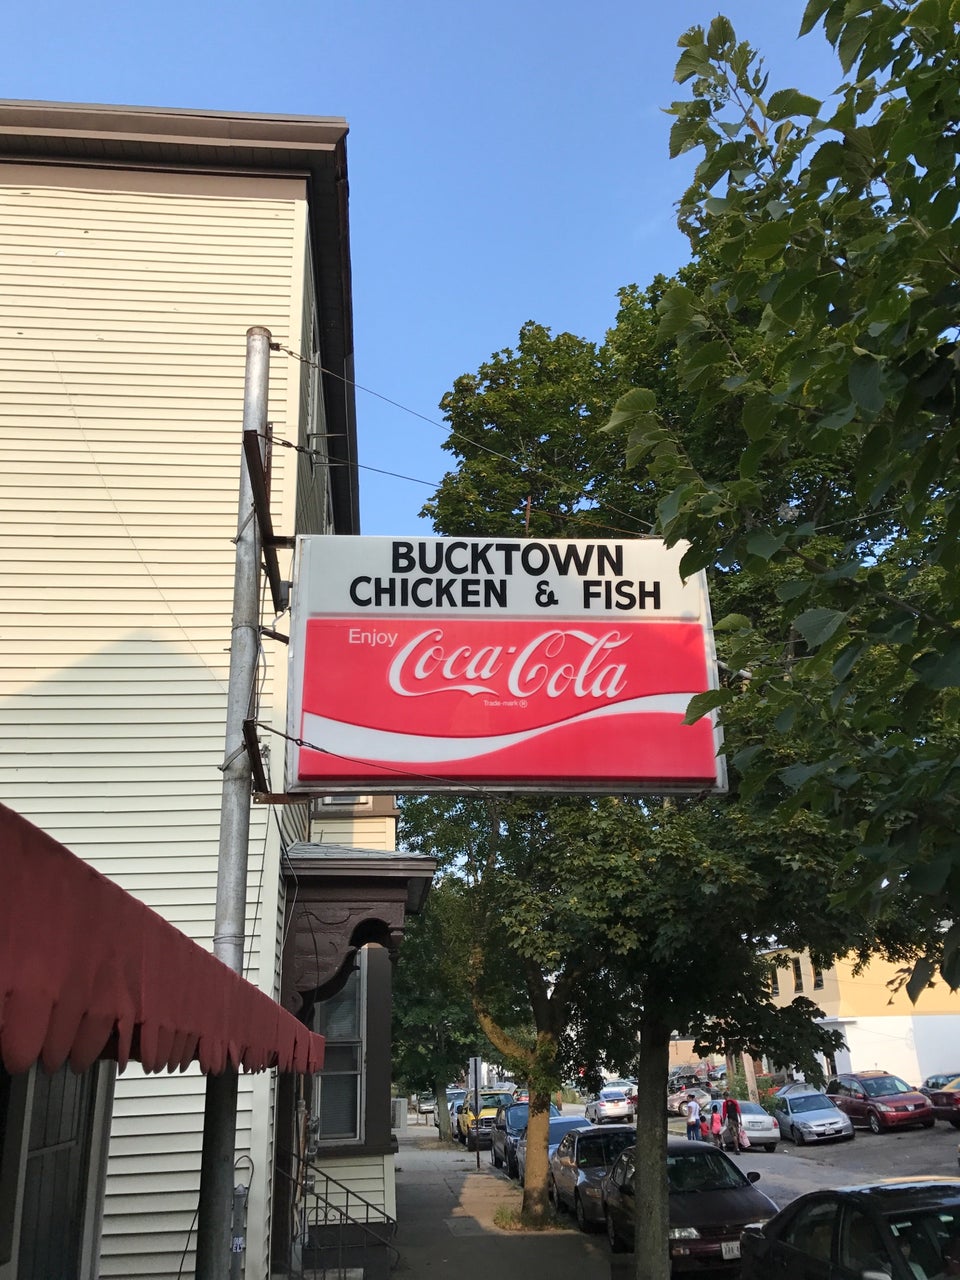 BUCKTOWN
CHICKEN & FISH
Enjoy
Coca-Cola
Trade-mark ®